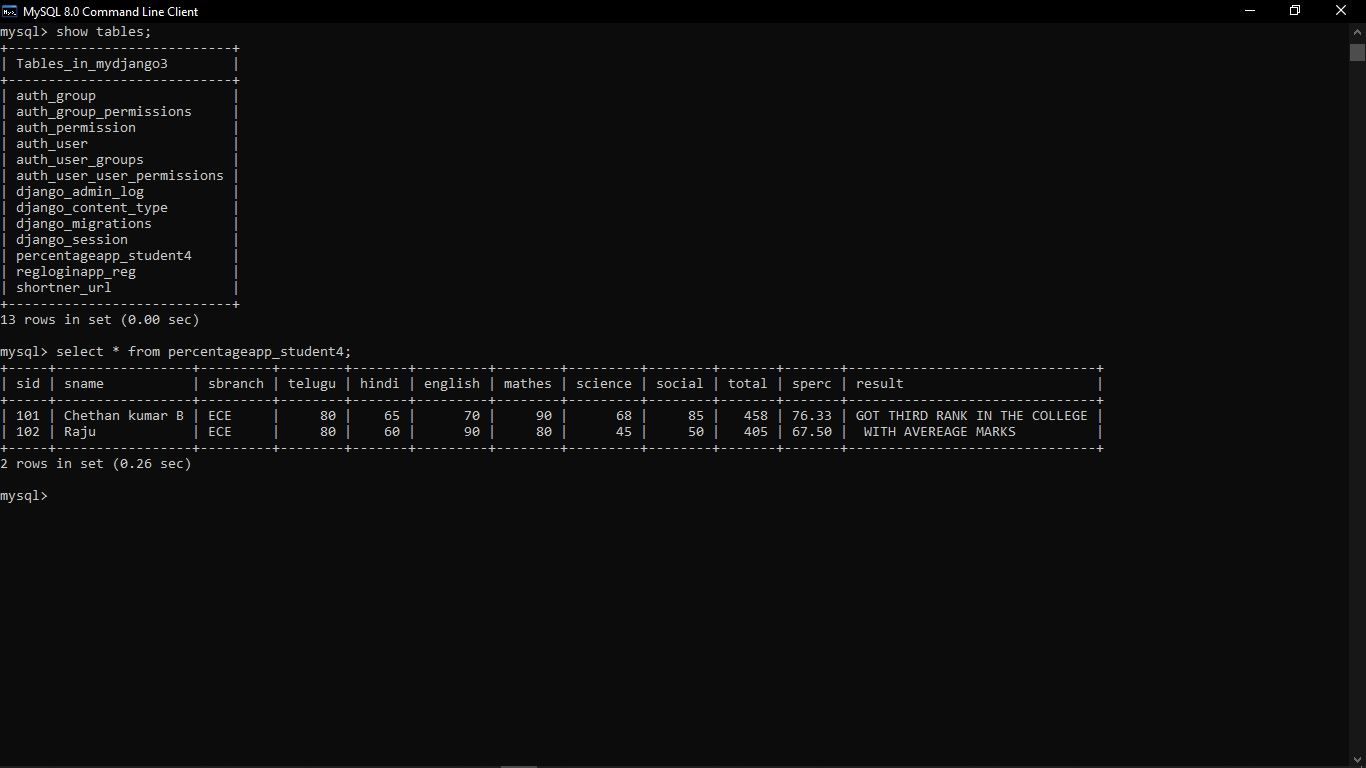 MySQL 8.0 Command Line Client
mysql> show tables;
+----------------------------+
| Tables_in_mydjango3        |
+----------------------------+
| auth_group                 |
| auth_group_permissions     |
| auth_permission            |
| auth_user                  |
| auth_user_groups           |
| auth_user_user_permissions |
| django_admin_log           |
| django_content_type        |
| django_migrations          |
| django_session             |
| percentageapp_student4     |
| regloginapp_reg            |
| shortner_url               |
+----------------------------+
13 rows in set (0.00 sec)
mysql> select * from percentageapp_student4;
+-----+-----------------+---------+--------+-------+---------+--------+---------+--------+-------+-------+-------------------------------+
| sid | sname           | sbranch | telugu | hindi | english | mathes | science | social | total | sperc | result                        |
+-----+-----------------+---------+--------+-------+---------+--------+---------+--------+-------+-------+-------------------------------+
| 101 | Chethan kumar B | ECE     |     80 |    65 |      70 |     90 |      68 |     85 |   458 | 76.33 | GOT THIRD RANK IN THE COLLEGE |
| 102 | Raju            | ECE     |     80 |    60 |      90 |     80 |      45 |     50 |   405 | 67.50 |  WITH AVEREAGE MARKS          |
+-----+-----------------+---------+--------+-------+---------+--------+---------+--------+-------+-------+-------------------------------+
2 rows in set (0.26 sec)
mysql>